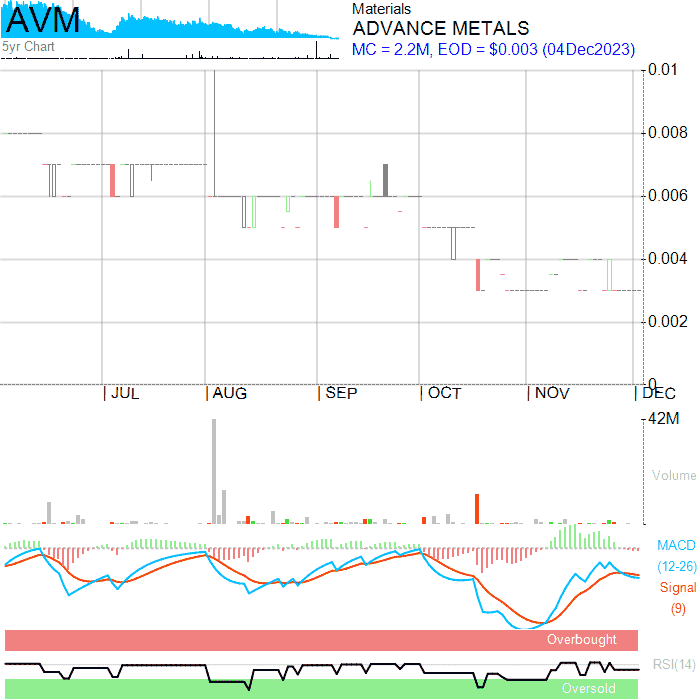 AVM
5yr Chart
Materials
ADVANCE METALS
MC = 2.2M, EOD = $0.003 (04Dec2023)
0.01
0.008
0.006
0.004
0.002
0
JUL AUG SEP OCT NOV DEC
42M
Volume
MACD
(12-26)
Signal
(9)
Overbought
RSI(14)
Oversold